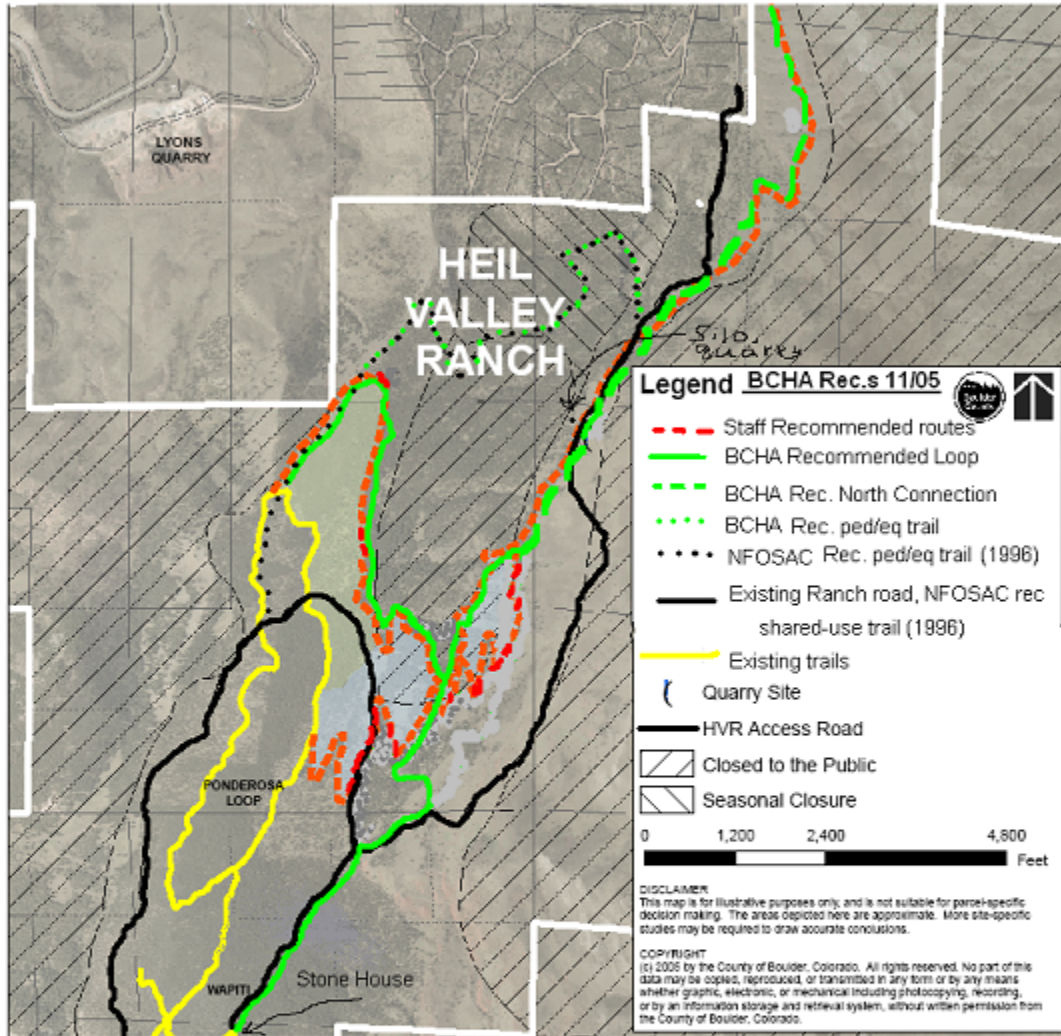 LYONS
QUARRY
HEIL
VALLEY
RANCH
S.10.
quarry
Legend BCHA Rec.s 11/05
Boulder
County
Staff Recommended routes
BCHA Recommended Loop
BCHA Rec. North Connection
BCHA Rec. ped/eq trail
NFOSAC Rec. ped/eq trail (1996)
Existing Ranch road, NFOSAC rec
shared-use trail (1996)
Existing trails
Quarry Site
HVR Access Road
Closed to the Public
Seasonal Closure
0 1,200 2,400 4,800
Feet
DISCLAIMER
This map is for illustrative purposes only, and is not suitable for parcel-specific
decision making. The areas depicted here are approximate. More site-specific
studies may be required to draw accurate conclusions.
COPYRIGHT
(c) 2005 by the County of Boulder, Colorado. All rights reserved. No part of this
data may be copied, reproduced, or transmitted in any form or by any means
whether graphic, electronic, or mechanical including photocopying, recording,
or by an information storage and retrieval system, without written permission from
the County of Boulder, Colorado.
PONDEROSA
LOOP
Stone House
WAPITI